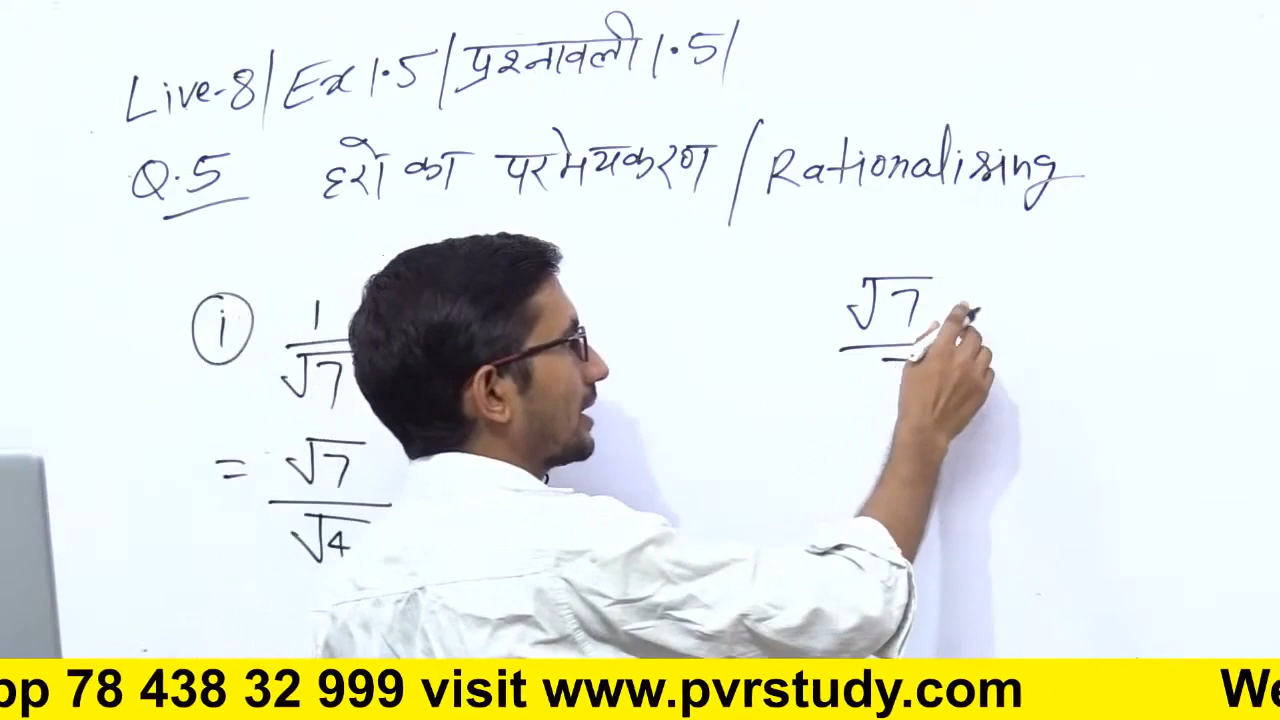 Live-8/ Ex 1.5/ प्रश्नावली 1.5/
Q.5 हरो का परमेयकरण / Rationalising
i 1/√7
= √7/√4
√7
pp 78 438 32 999 visit www.pvrstudy.com We